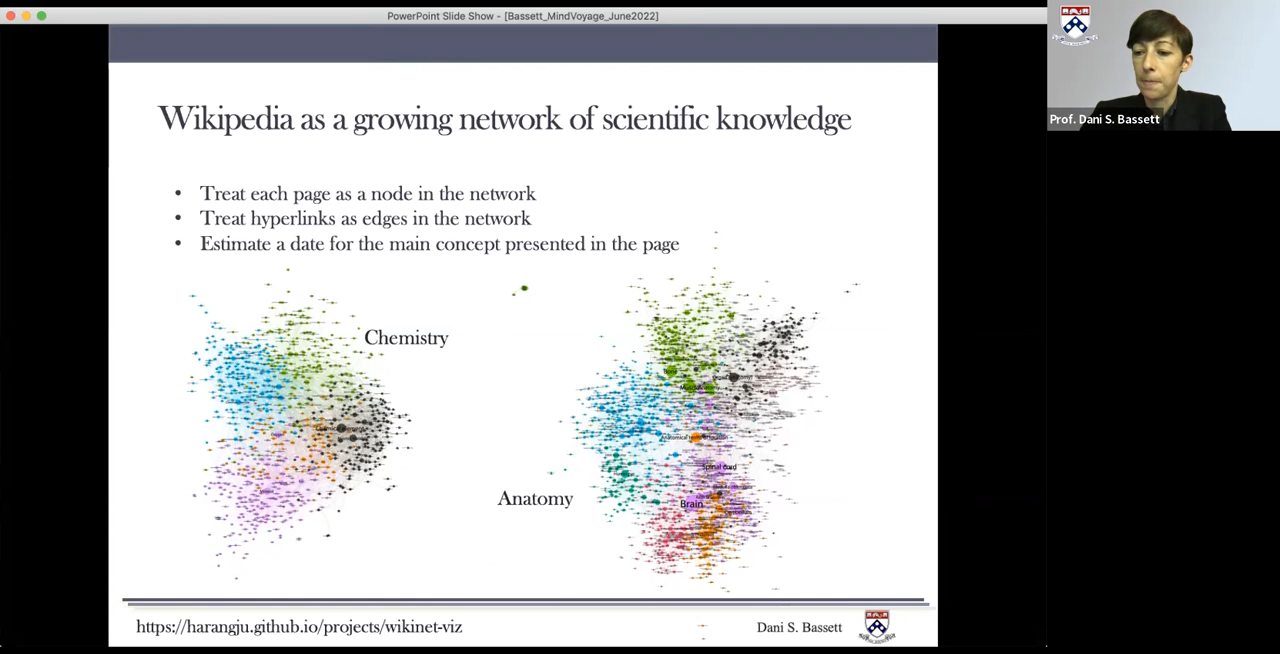 PowerPoint Slide Show - [Bassett_MindVoyage_June2022]
Prof. Dani S. Bassett
Wikipedia as a growing network of scientific knowledge
• Treat each page as a node in the network
• Treat hyperlinks as edges in the network
• Estimate a date for the main concept presented in the page
Chemistry
Anatomy
Spinal cord
Brain
https://harangju.github.io/projects/wikinet-viz
Dani S. Bassett